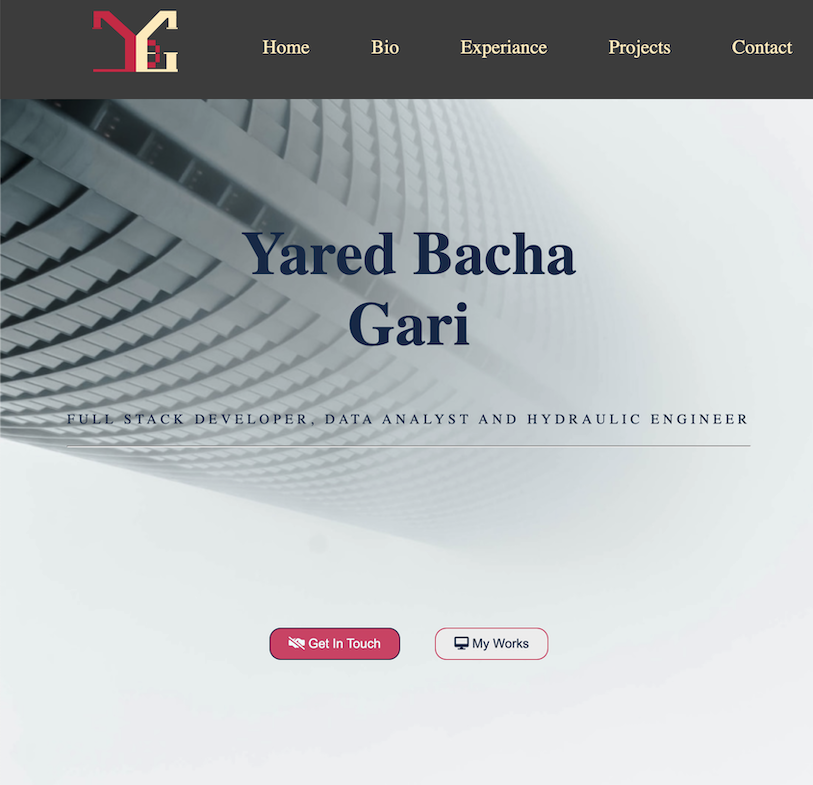 YBG
Home Bio Experiance Projects Contact
Yared Bacha
Gari
FULL STACK DEVELOPER, DATA ANALYST AND HYDRAULIC ENGINEER
Get In Touch My Works